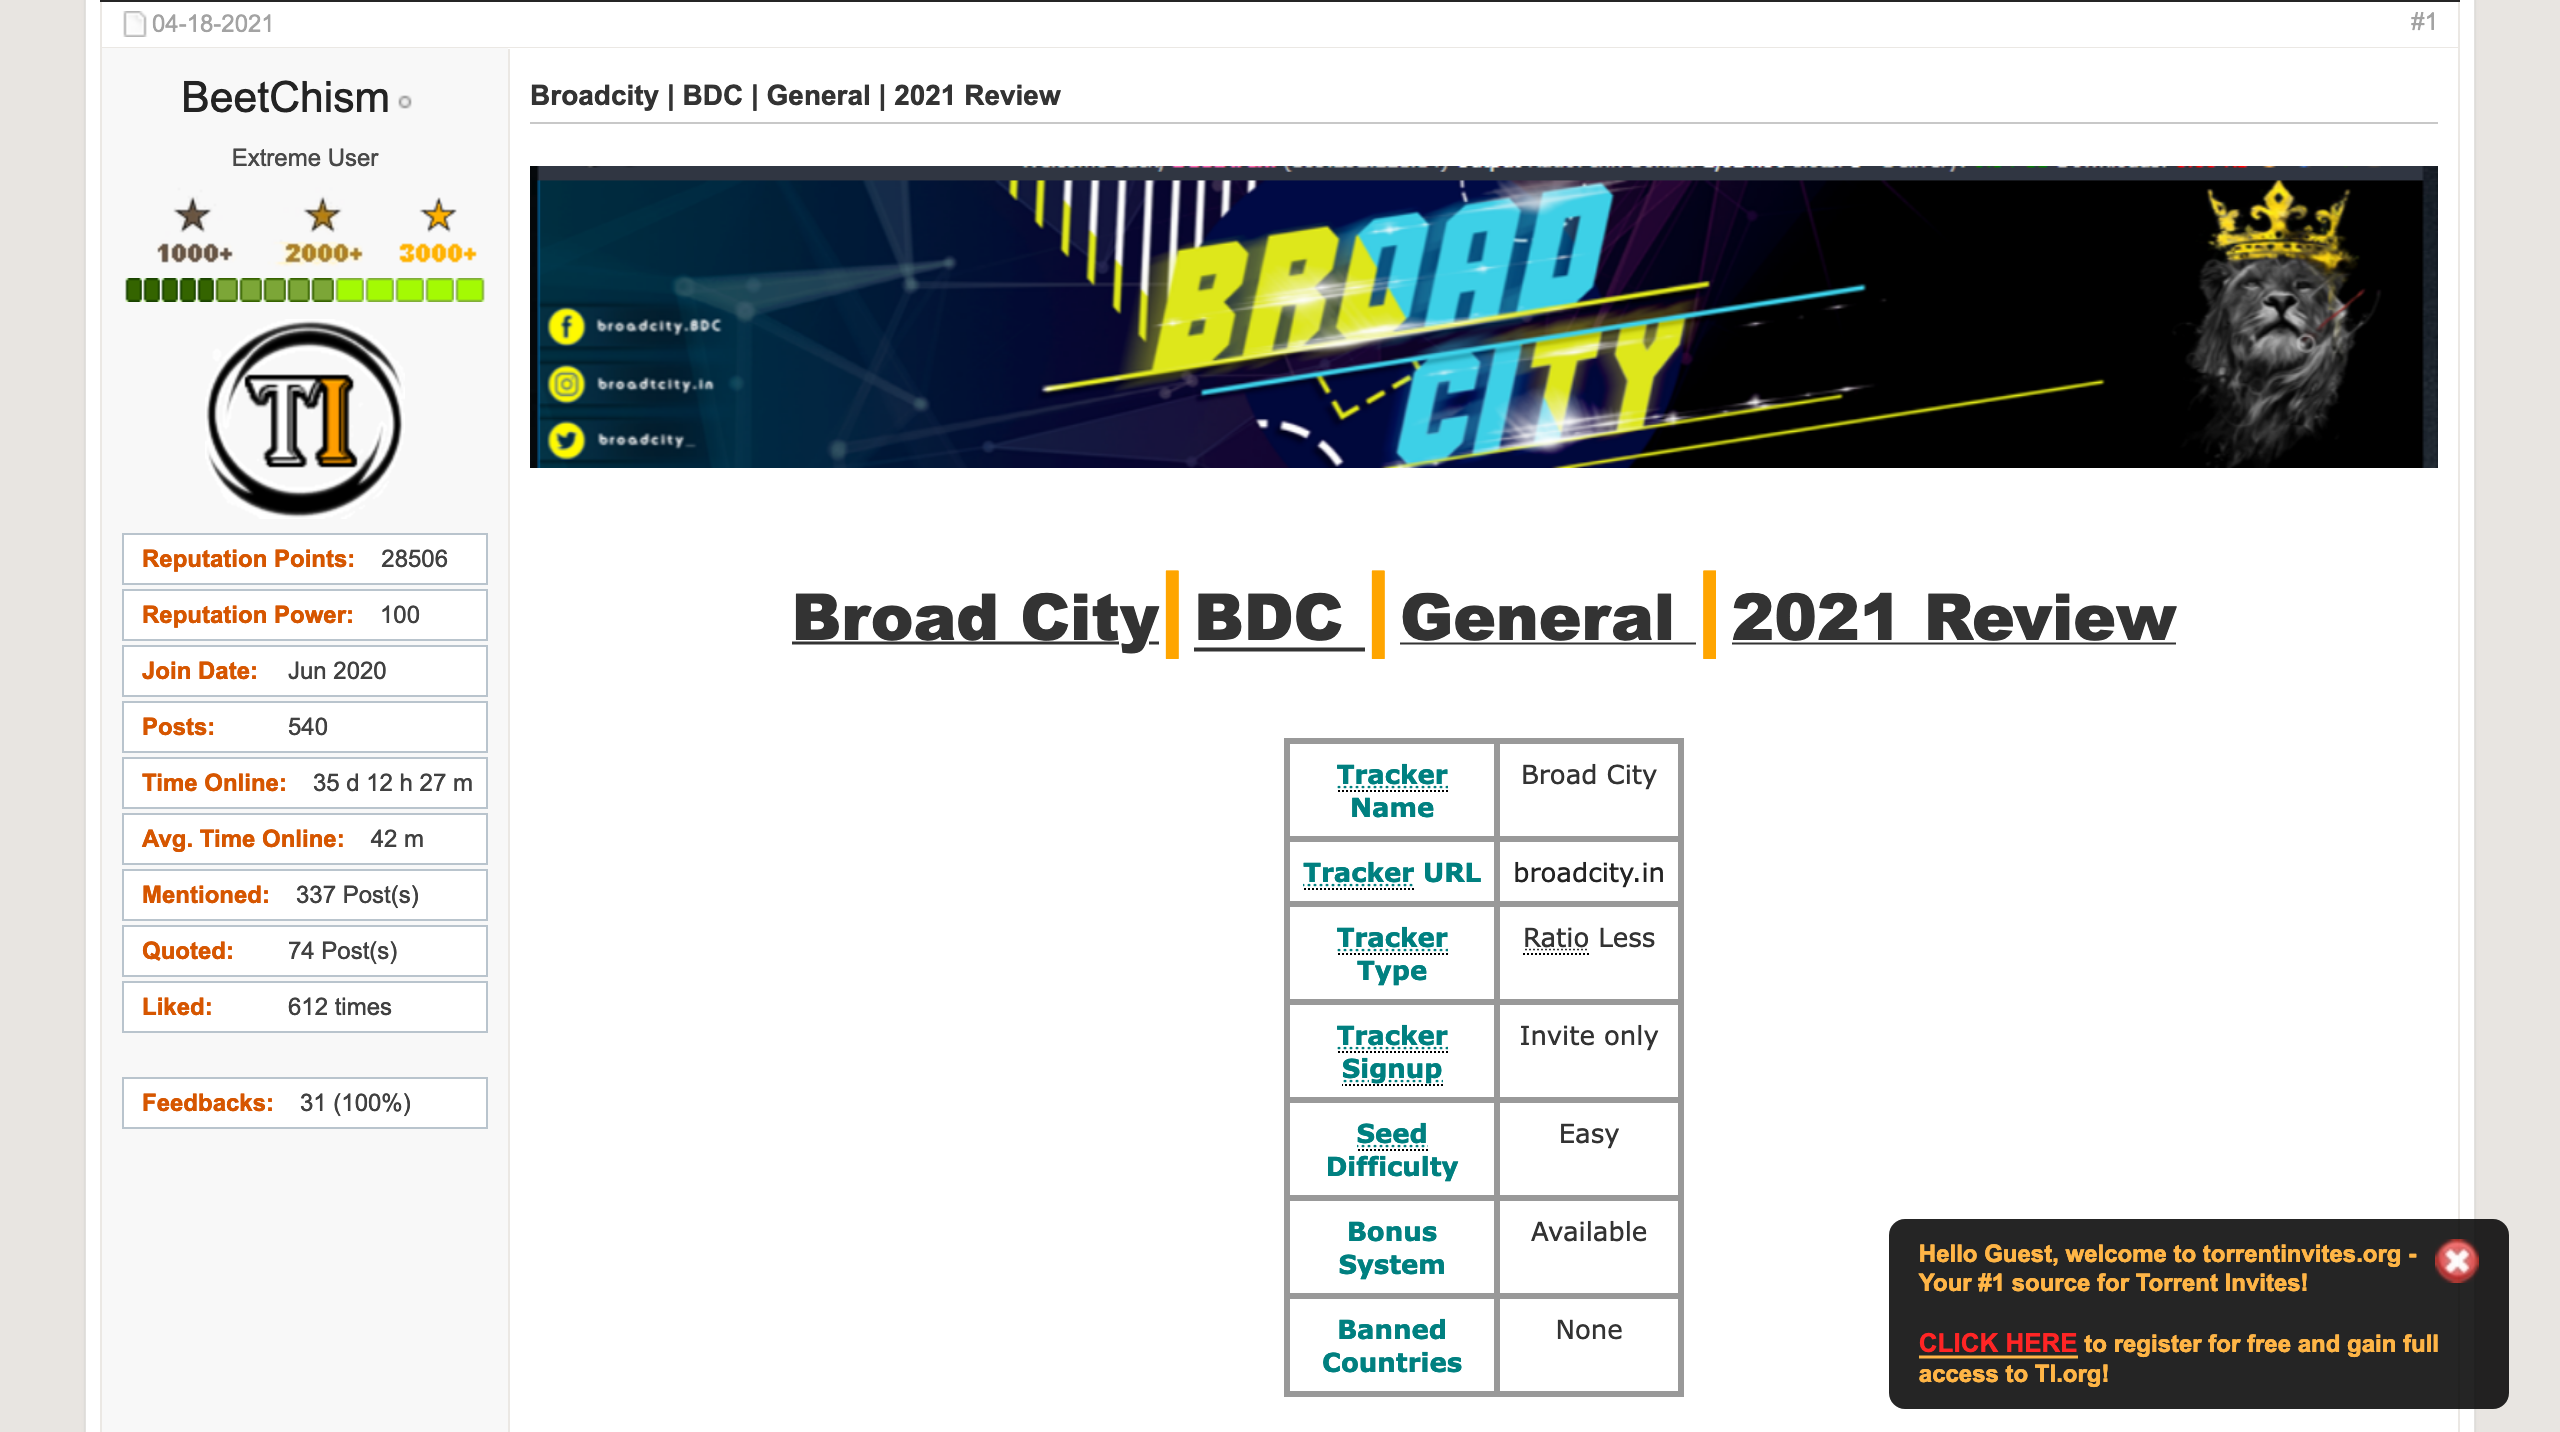 04-18-2021
#1
BeetChism
Extreme User
1000+ 2000+ 3000+
TI
Reputation Points: 28506
Reputation Power: 100
Join Date: Jun 2020
Posts: 540
Time Online: 35 d 12 h 27 m
Avg. Time Online: 42 m
Mentioned: 337 Post(s)
Quoted: 74 Post(s)
Liked: 612 times
Feedbacks: 31 (100%)
Broadcity | BDC | General | 2021 Review
BROAD
CITY
broadcity.BDC
broadtcity.in
broadcity_
Broad City | BDC | General | 2021 Review
Tracker
Name
Broad City
Tracker URL
broadcity.in
Tracker
Type
Ratio Less
Tracker
Signup
Invite only
Seed
Difficulty
Easy
Bonus
System
Available
Banned
Countries
None
Hello Guest, welcome to torrentinvites.org -
Your #1 source for Torrent Invites!
CLICK HERE to register for free and gain full
access to TI.org!